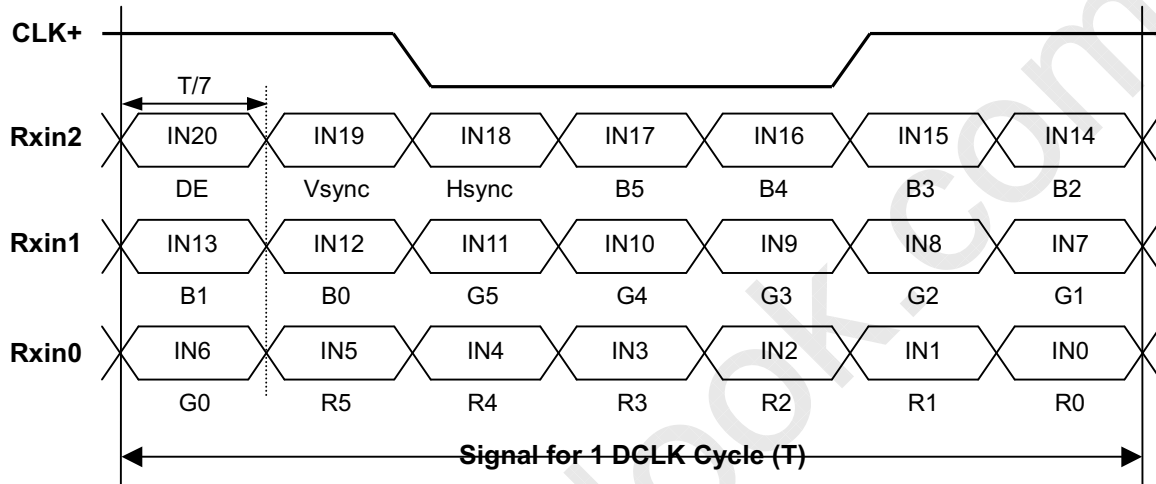 CLK+
T/7
Rxin2 IN20 IN19 IN18 IN17 IN16 IN15 IN14
DE Vsync Hsync B5 B4 B3 B2
Rxin1 IN13 IN12 IN11 IN10 IN9 IN8 IN7
B1 B0 G5 G4 G3 G2 G1
Rxin0 IN6 IN5 IN4 IN3 IN2 IN1 IN0
G0 R5 R4 R3 R2 R1 R0
Signal for 1 DCLK Cycle (T)
look.com